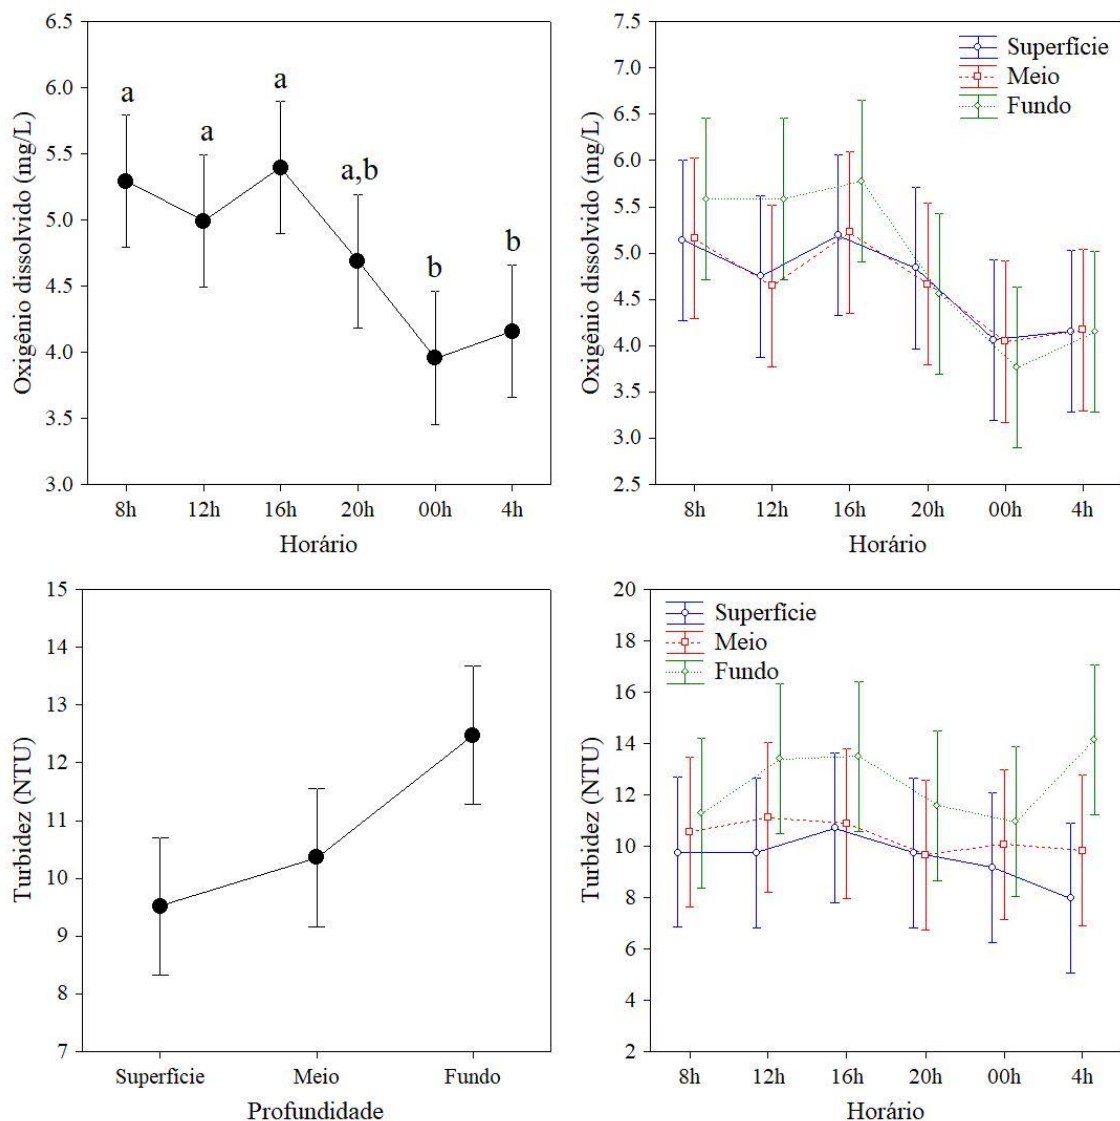 6.5
6.0
5.5
5.0
4.5
4.0
3.5
3.0
Oxigênio dissolvido (mg/L)
a
a
a
a,b
b
b
8h
12h
16h
20h
00h
4h
Horário
7.5
7.0
6.5
6.0
5.5
5.0
4.5
4.0
3.5
3.0
2.5
Oxigênio dissolvido (mg/L)
Superfície
Meio
Fundo
8h
12h
16h
20h
00h
4h
Horário
15
14
13
12
11
10
9
8
7
Turbidez (NTU)
Superfície
Meio
Fundo
Profundidade
20
18
16
14
12
10
8
6
4
2
Turbidez (NTU)
Superfície
Meio
Fundo
8h
12h
16h
20h
00h
4h
Horário